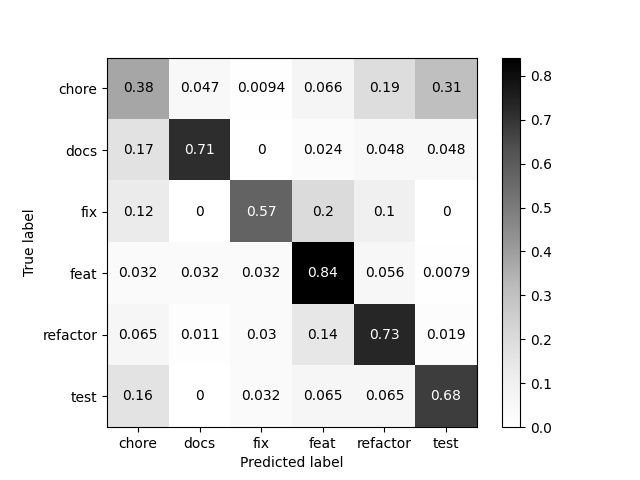 chore 0.38 0.047 0.0094 0.066 0.19 0.31
docs 0.17 0.71 0 0.024 0.048 0.048
fix 0.12 0 0.57 0.2 0.1 0
feat 0.032 0.032 0.032 0.84 0.056 0.0079
refactor 0.065 0.011 0.03 0.14 0.73 0.019
test 0.16 0 0.032 0.065 0.065 0.68
chore docs fix feat refactor test
Predicted label
True label
0.8
0.7
0.6
0.5
0.4
0.3
0.2
0.1
0.0